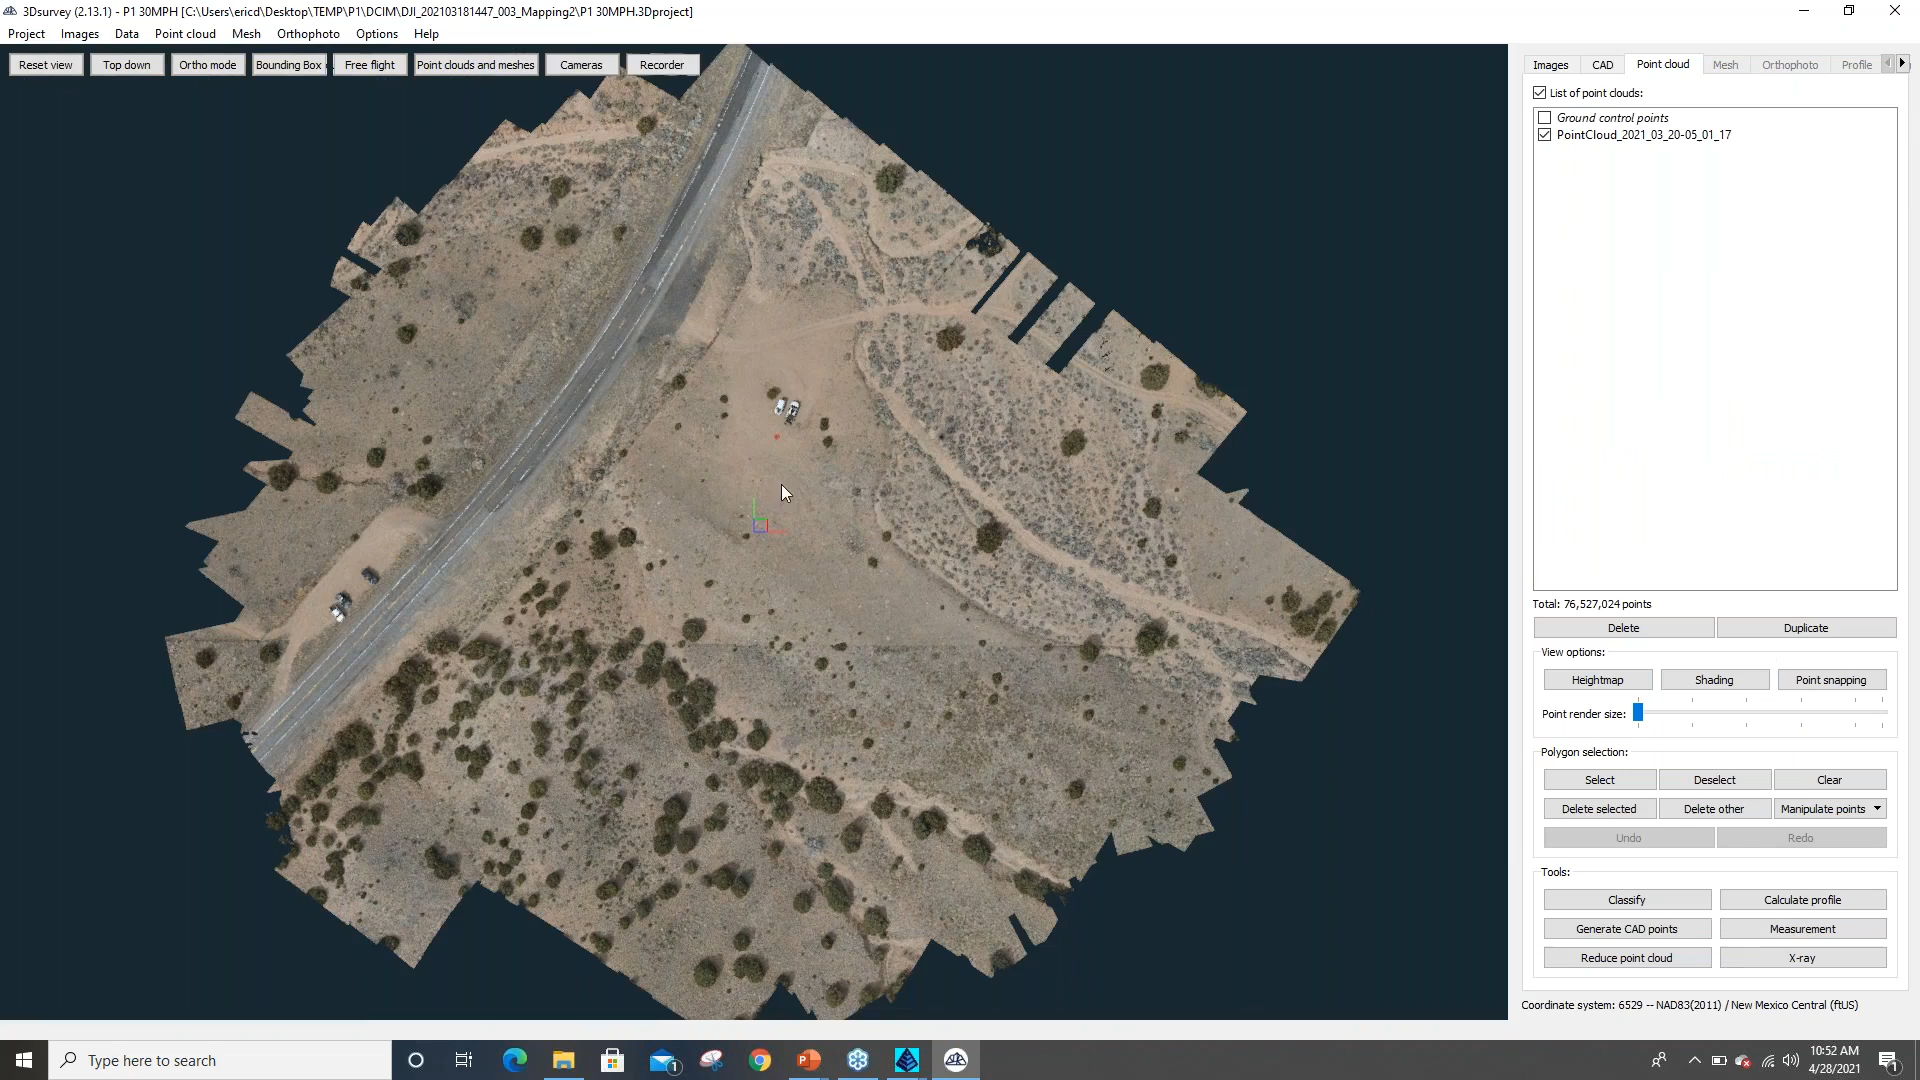 3Dsurvey (2.13.1) - P1 30MPH [C:\Users\ericd\Desktop\TEMP\P1\DCIM\DJI_202103181447_003_Mapping2\P1 30MPH.3Dproject]
Project Images Data Point cloud Mesh Orthophoto Options Help
Reset view Top down Ortho mode Bounding Box Free flight Point clouds and meshes Cameras Recorder
Images CAD Point cloud Mesh Orthophoto Profile
List of point clouds:
Ground control points
PointCloud_2021_03_20-05_01_17
Total: 76,527,024 points
Delete Duplicate
View options:
Heightmap Shading Point snapping
Point render size:
Polygon selection:
Select Deselect Clear
Delete selected Delete other Manipulate points
Undo Redo
Tools:
Classify Calculate profile
Generate CAD points Measurement
Reduce point cloud X-ray
Coordinate system: 6529 -- NAD83(2011) / New Mexico Central (ftUS)
Type here to search
1
P
10:52 AM
4/28/2021
1